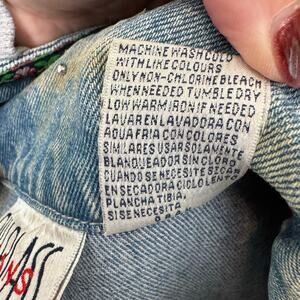 MACHINE WASH COLD
WITH LIKE COLOURS
ONLY NON-CHLORINE BLEACH
WHEN NEEDED TUMBLE DRY
LOW WARM IRON IF NEEDED
LAVAR EN LAVADORA CON
AQUA FRIA CON COLORES
SIMILARES USAR SOLAMENTE
BLANQUEADOR SIN CLORO
CUANDO SE NECESITE SECAR
EN SECADORA CICLO LENTO
PLANCHA TIBIA,
SI SE NECESITA